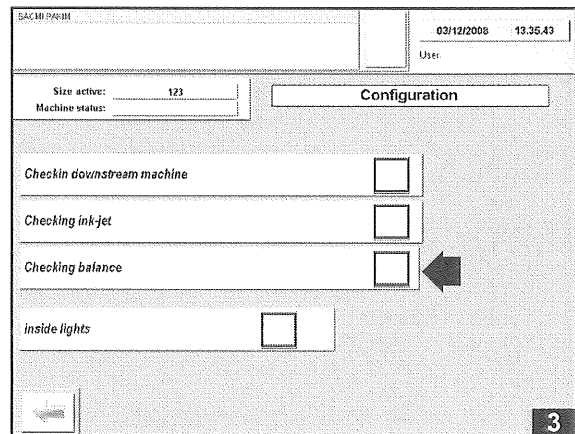 SACMI PAKIM
03/12/2008 13.35.43
User
Size active: 123
Machine status:
Configuration
Checkin downstream machine
Checking ink-jet
Checking balance
inside lights
3